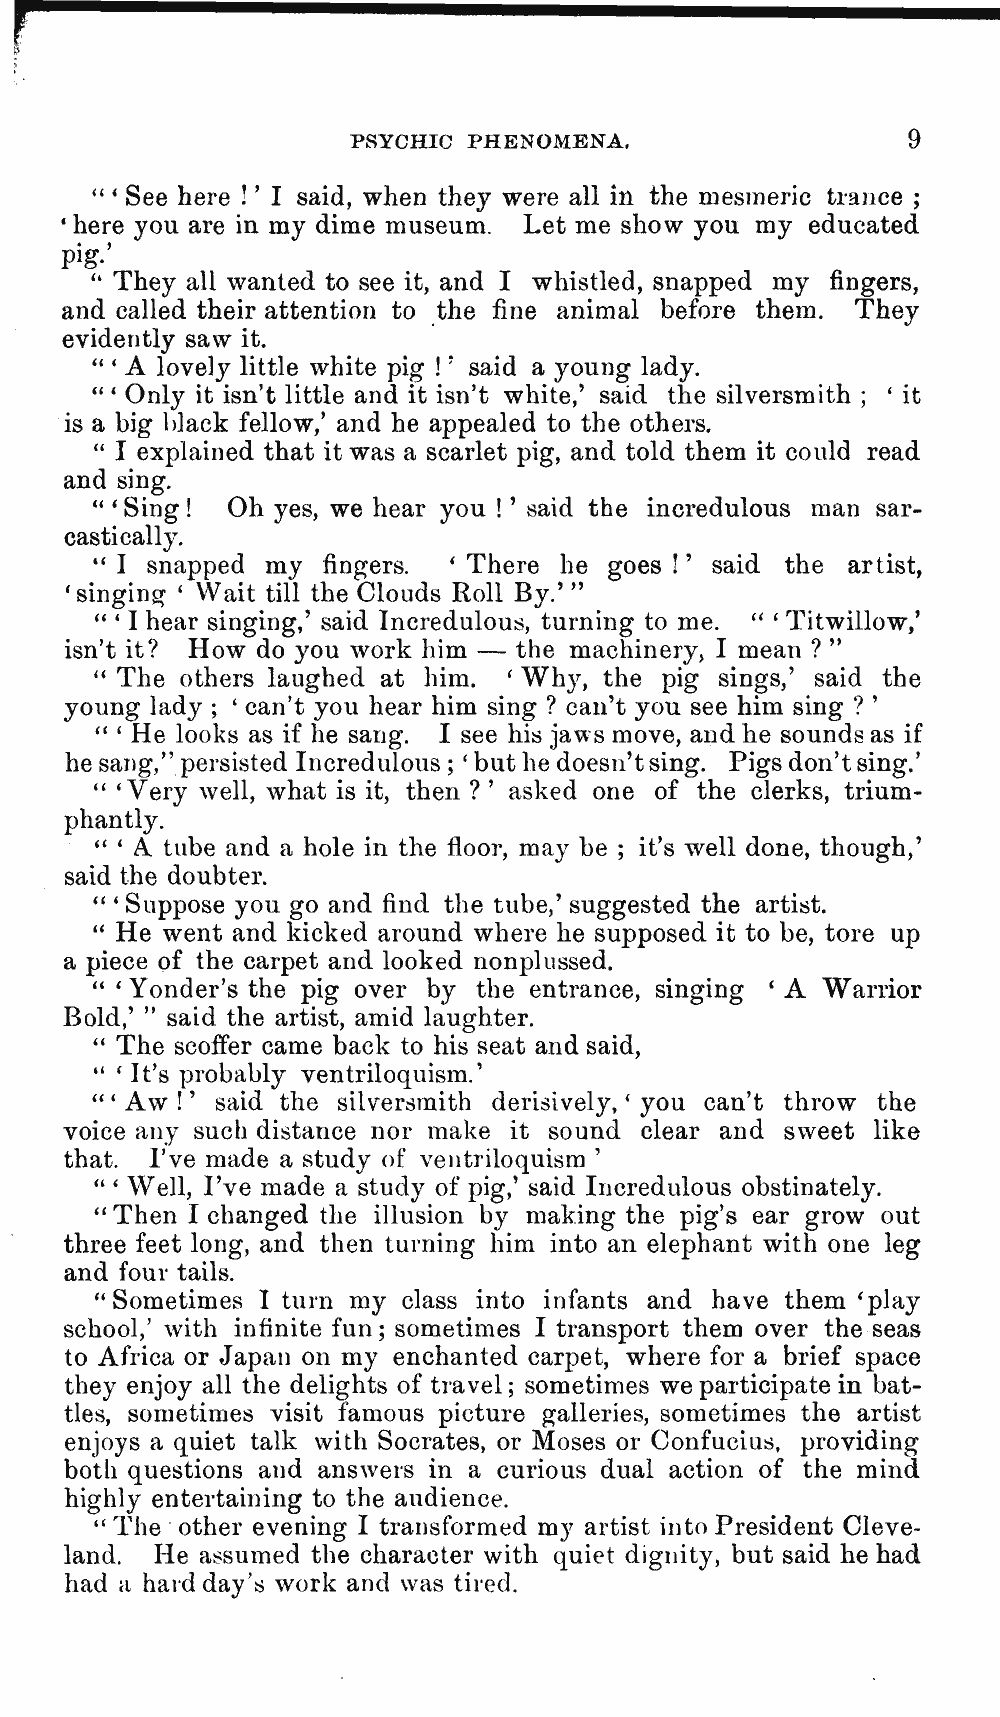 PSYCHIC PHENOMENA. 9
“ ‘ See here ! ’ I said, when they were all in the mesmeric trance ;
‘ here you are in my dime museum. Let me show you my educated
pig.’
“ They all wanted to see it, and I whistled, snapped my fingers,
and called their attention to the fine animal before them. They
evidently saw it.
“ ‘ A lovely little white pig ! ’ said a young lady.
“ ‘ Only it isn’t little and it isn’t white,’ said the silversmith ; ‘ it
is a big black fellow,’ and he appealed to the others.
“ I explained that it was a scarlet pig, and told them it could read
and sing.
“ ‘ Sing ! Oh yes, we hear you ! ’ said the incredulous man sar-
castically.
“ I snapped my fingers. ‘ There he goes ! ’ said the artist,
‘ singing ‘ Wait till the Clouds Roll By.’ ”
“ ‘ I hear singing,’ said Incredulous, turning to me. “ ‘ Titwillow,’
isn’t it ? How do you work him — the machinery, I mean ? ”
“ The others laughed at him. ‘ Why, the pig sings,’ said the
young lady ; ‘ can’t you hear him sing ? can’t you see him sing ? ’
“ ‘ He looks as if he sang. I see his jaws move, and he sounds as if
he sang,” persisted Incredulous ; ‘ but he doesn’t sing. Pigs don’t sing.’
“ ‘ Very well, what is it, then ? ’ asked one of the clerks, trium-
phantly.
“ ‘ A tube and a hole in the floor, may be ; it’s well done, though,’
said the doubter.
“ ‘ Suppose you go and find the tube,’ suggested the artist.
“ He went and kicked around where he supposed it to be, tore up
a piece of the carpet and looked nonplussed.
“ ‘ Yonder’s the pig over by the entrance, singing ‘ A Warrior
Bold,’ ” said the artist, amid laughter.
“ The scoffer came back to his seat and said,
“ ‘ It’s probably ventriloquism.’
“ ‘ Aw ! ’ said the silversmith derisively, ‘ you can’t throw the
voice any such distance nor make it sound clear and sweet like
that. I’ve made a study of ventriloquism ’
“ ‘ Well, I’ve made a study of pig,’ said Incredulous obstinately.
“ Then I changed the illusion by making the pig’s ear grow out
three feet long, and then turning him into an elephant with one leg
and four tails.
“ Sometimes I turn my class into infants and have them ‘play
school,’ with infinite fun ; sometimes I transport them over the seas
to Africa or Japan on my enchanted carpet, where for a brief space
they enjoy all the delights of travel ; sometimes we participate in bat-
tles, sometimes visit famous picture galleries, sometimes the artist
enjoys a quiet talk with Socrates, or Moses or Confucius, providing
both questions and answers in a curious dual action of the mind
highly entertaining to the audience.
“ The other evening I transformed my artist into President Cleve-
land. He assumed the character with quiet dignity, but said he had
had a hard day’s work and was tired.